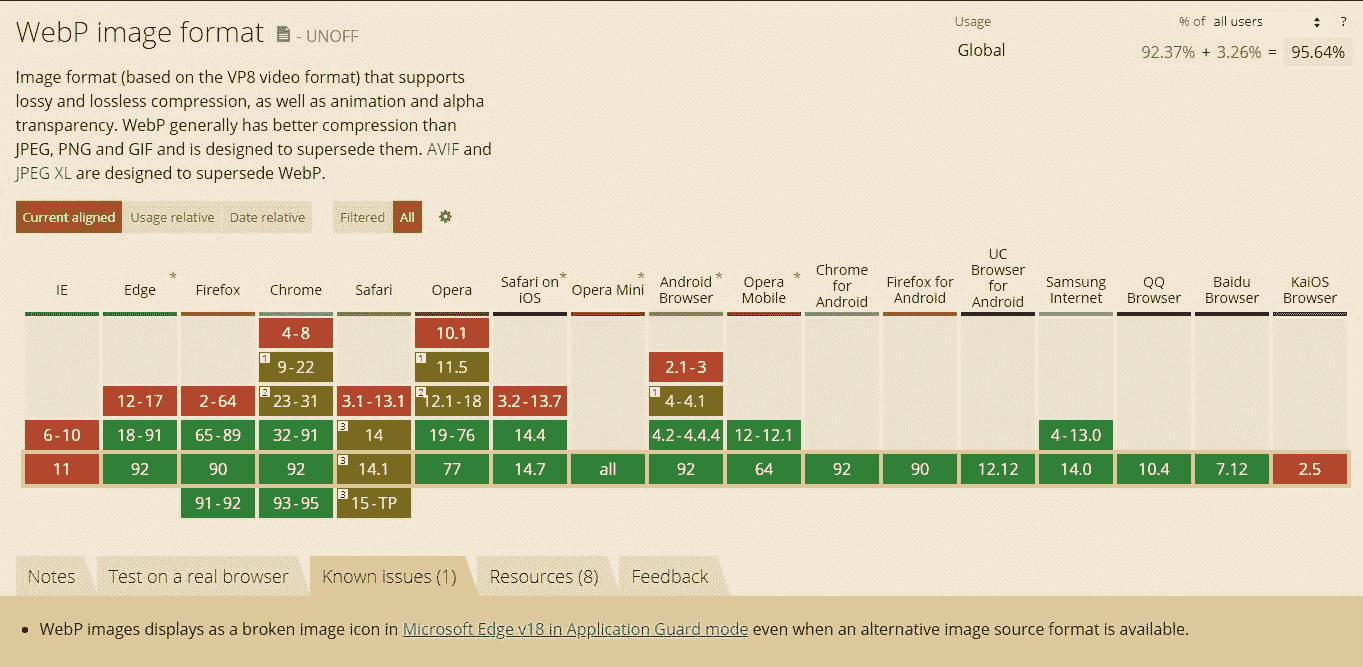 WebP image format - UNOFF
Usage % of all users ?
Global 92.37% + 3.26% = 95.64%
Image format (based on the VP8 video format) that supports
lossy and lossless compression, as well as animation and alpha
transparency. WebP generally has better compression than
JPEG, PNG and GIF and is designed to supersede them. AVIF and
JPEG XL are designed to supersede WebP.
Current aligned Usage relative Date relative Filtered All
IE Edge * Firefox Chrome Safari Opera Safari on iOS * Opera Mini * Android Browser * Opera Mobile * Chrome for Android Firefox for Android UC Browser for Android Samsung Internet QQ Browser Baidu Browser KaiOS Browser
4-8 10.1
1 9-22 1 11.5 2.1-3
12-17 2-64 2 23-31 3.1-13.1 2 12.1-18 3.2-13.7 1 4-4.1
6-10 18-91 65-89 32-91 3 14 19-76 14.4 4.2-4.4.4 12-12.1 4-13.0
11 92 90 92 3 14.1 77 14.7 all 92 64 92 90 12.12 14.0 10.4 7.12 2.5
91-92 93-95 3 15-TP
Notes Test on a real browser Known issues (1) Resources (8) Feedback
• WebP images displays as a broken image icon in Microsoft Edge v18 in Application Guard mode even when an alternative image source format is available.